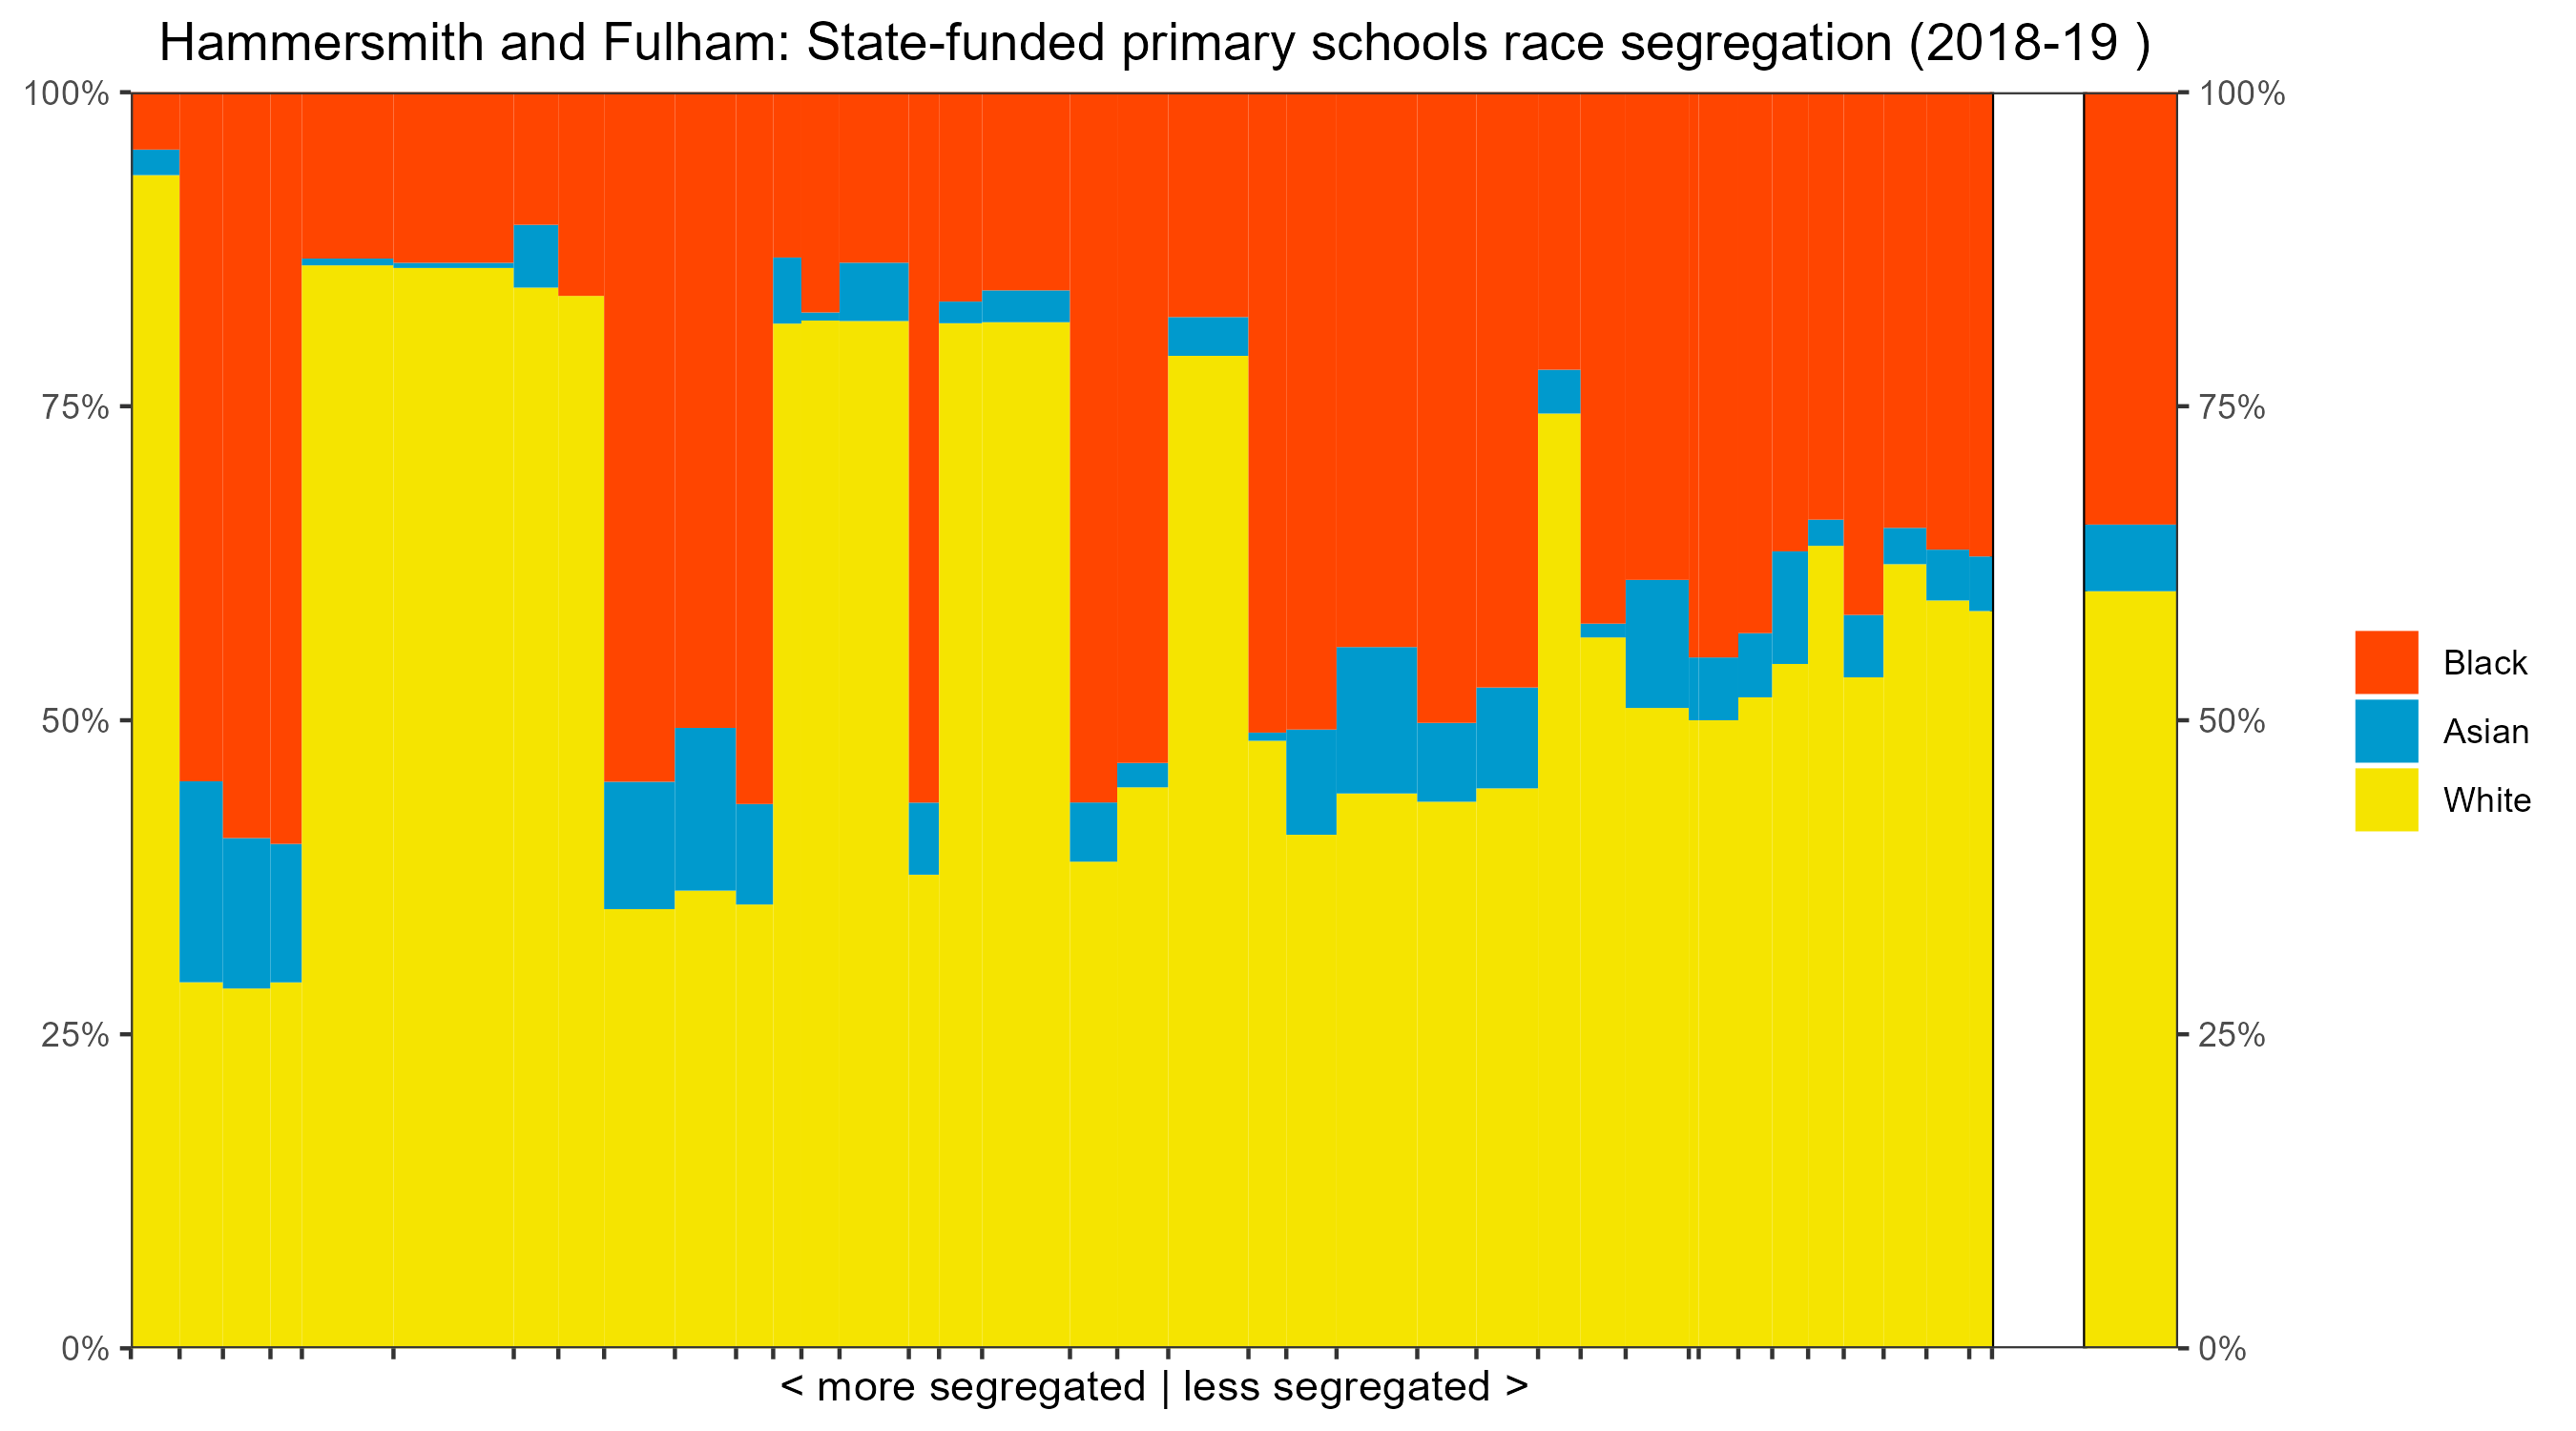 Hammersmith and Fulham: State-funded primary schools race segregation (2018-19 )
100%
75%
50%
25%
0%
100%
75%
50%
25%
0%
Black
Asian
White
< more segregated | less segregated >